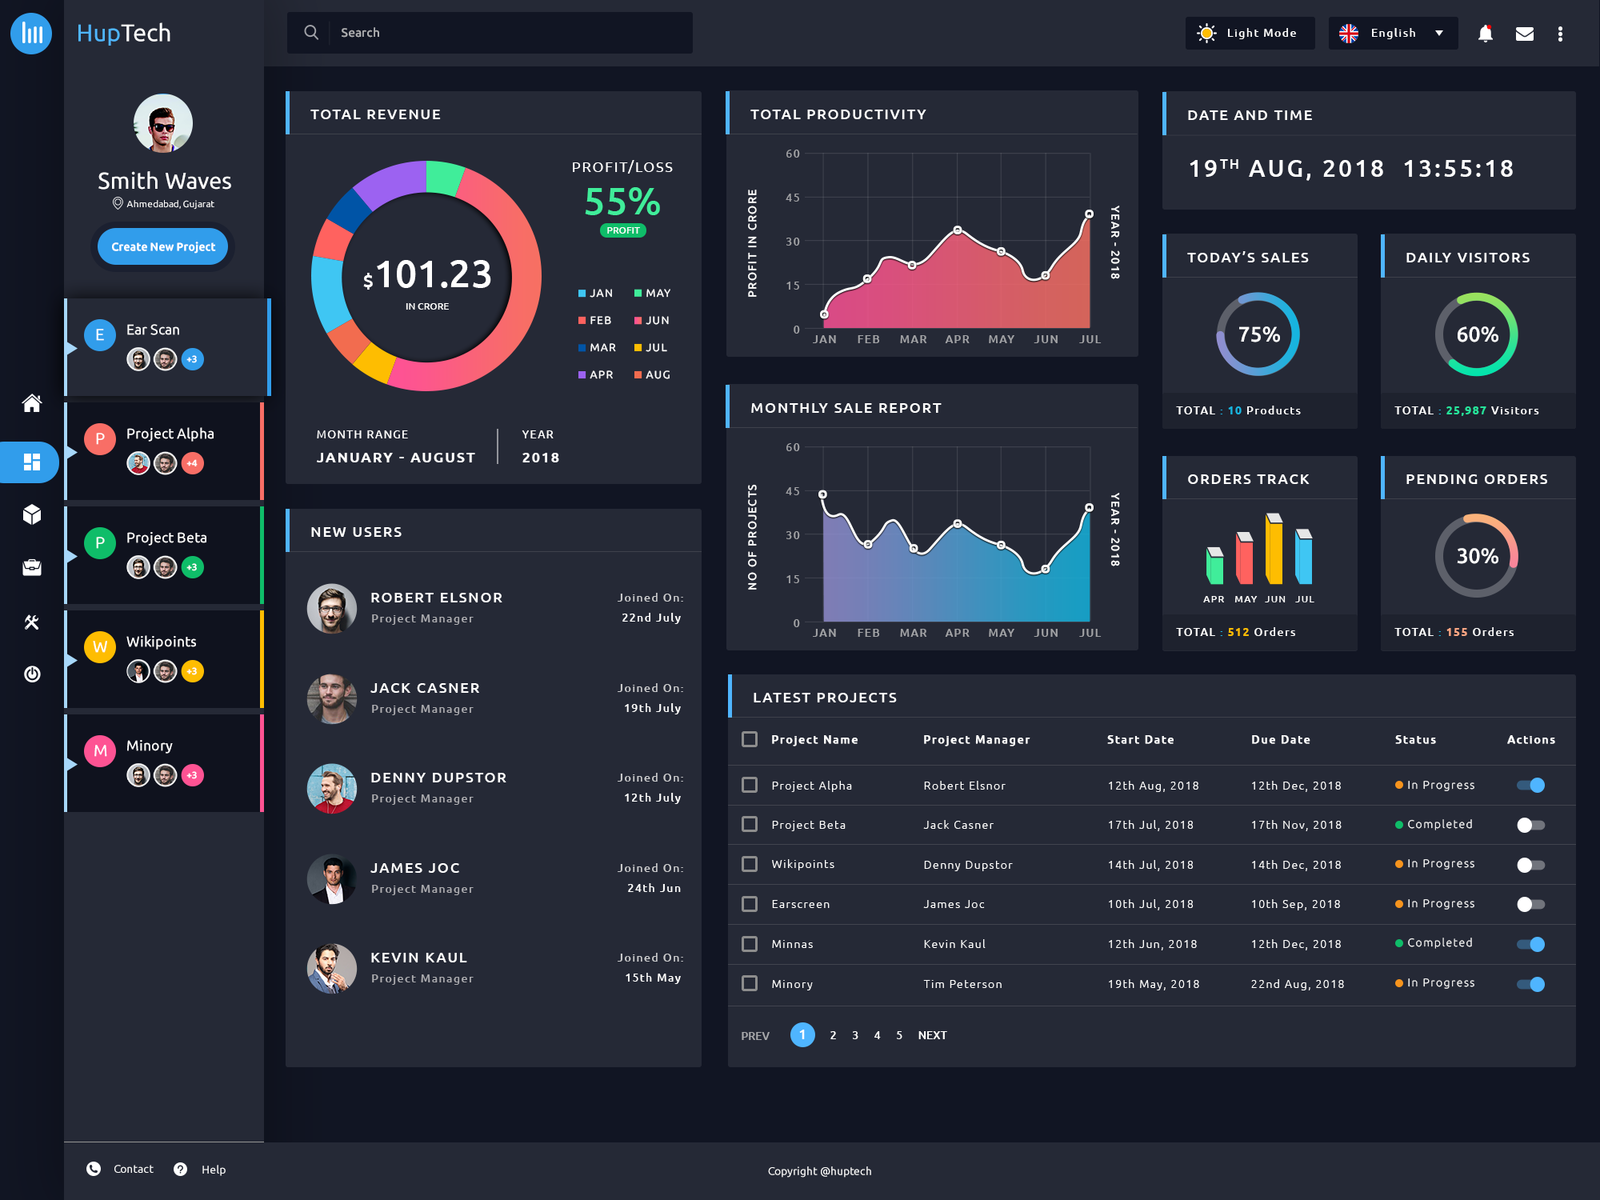 HupTech
Search
Light Mode
English
Smith Waves
Ahmedabad, Gujarat
Create New Project
E
Ear Scan
+3
P
Project Alpha
+4
P
Project Beta
+3
W
Wikipoints
+3
M
Minory
+3
TOTAL REVENUE
$101.23
IN CRORE
PROFIT/LOSS
55%
PROFIT
JAN MAY
FEB JUN
MAR JUL
APR AUG
MONTH RANGE
JANUARY - AUGUST
YEAR
2018
NEW USERS
ROBERT ELSNOR
Project Manager
Joined On:
22nd July
JACK CASNER
Project Manager
Joined On:
19th July
DENNY DUPSTOR
Project Manager
Joined On:
12th July
JAMES JOC
Project Manager
Joined On:
24th Jun
KEVIN KAUL
Project Manager
Joined On:
15th May
TOTAL PRODUCTIVITY
PROFIT IN CRORE
60
45
30
15
0
JAN FEB MAR APR MAY JUN JUL
YEAR - 2018
MONTHLY SALE REPORT
NO OF PROJECTS
60
45
30
15
0
JAN FEB MAR APR MAY JUN JUL
YEAR - 2018
DATE AND TIME
19TH AUG, 2018 13:55:18
TODAY'S SALES
75%
TOTAL : 10 Products
DAILY VISITORS
60%
TOTAL : 25,987 Visitors
ORDERS TRACK
APR MAY JUN JUL
TOTAL : 512 Orders
PENDING ORDERS
30%
TOTAL : 155 Orders
LATEST PROJECTS
Project Name Project Manager Start Date Due Date Status Actions
Project Alpha Robert Elsnor 12th Aug, 2018 12th Dec, 2018 In Progress
Project Beta Jack Casner 17th Jul, 2018 17th Nov, 2018 Completed
Wikipoints Denny Dupstor 14th Jul, 2018 14th Dec, 2018 In Progress
Earscreen James Joc 10th Jul, 2018 10th Sep, 2018 In Progress
Minnas Kevin Kaul 12th Jun, 2018 12th Dec, 2018 Completed
Minory Tim Peterson 19th May, 2018 22nd Aug, 2018 In Progress
PREV 1 2 3 4 5 NEXT
Contact
Help
Copyright @huptech